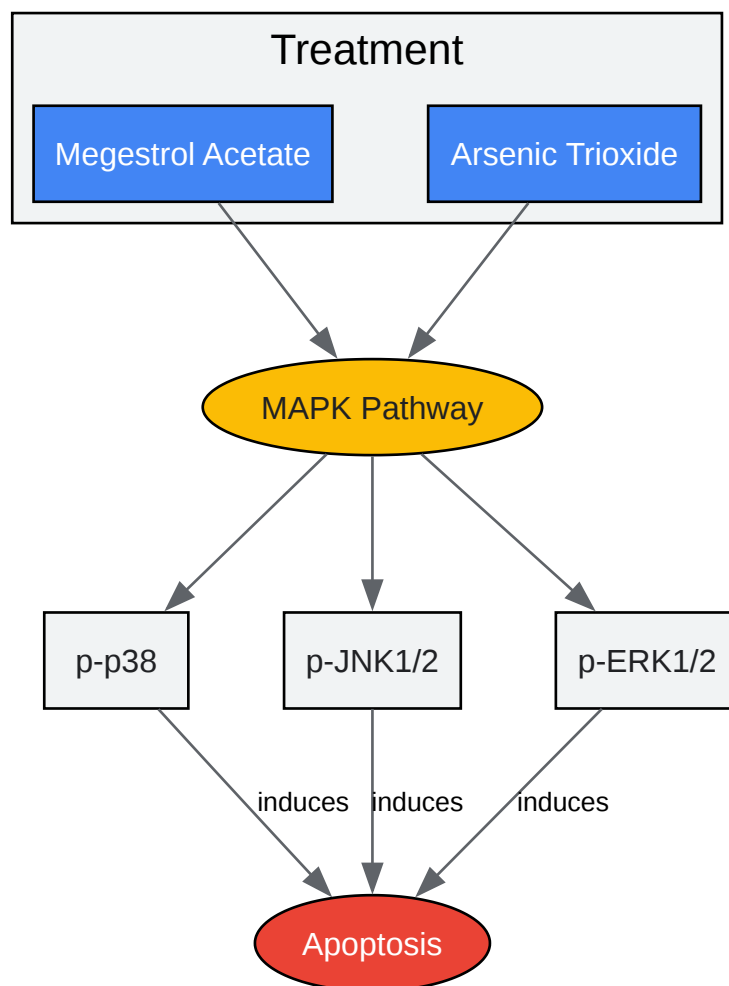 Treatment
Megestrol Acetate
Arsenic Trioxide
MAPK Pathway
p-p38
p-JNK1/2
p-ERK1/2
induces
induces
induces
Apoptosis